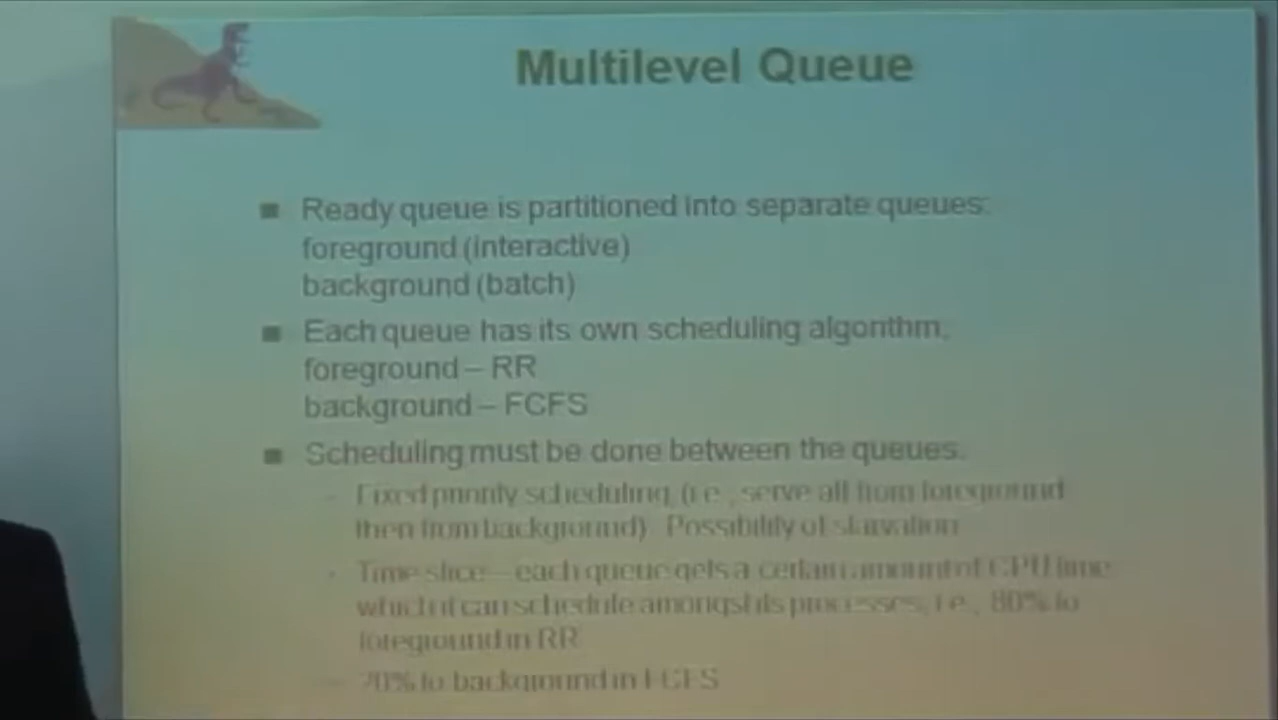 Multilevel Queue
Ready queue is partitioned into separate queues:
foreground (interactive)
background (batch)
Each queue has its own scheduling algorithm,
foreground – RR
background – FCFS
Scheduling must be done between the queues.
Fixed priority scheduling; (i.e., serve all from foreground
then from background). Possibility of starvation.
Time slice – each queue gets a certain amount of CPU time
which it can schedule amongst its processes; i.e., 80% to
foreground in RR
20% to background in FCFS